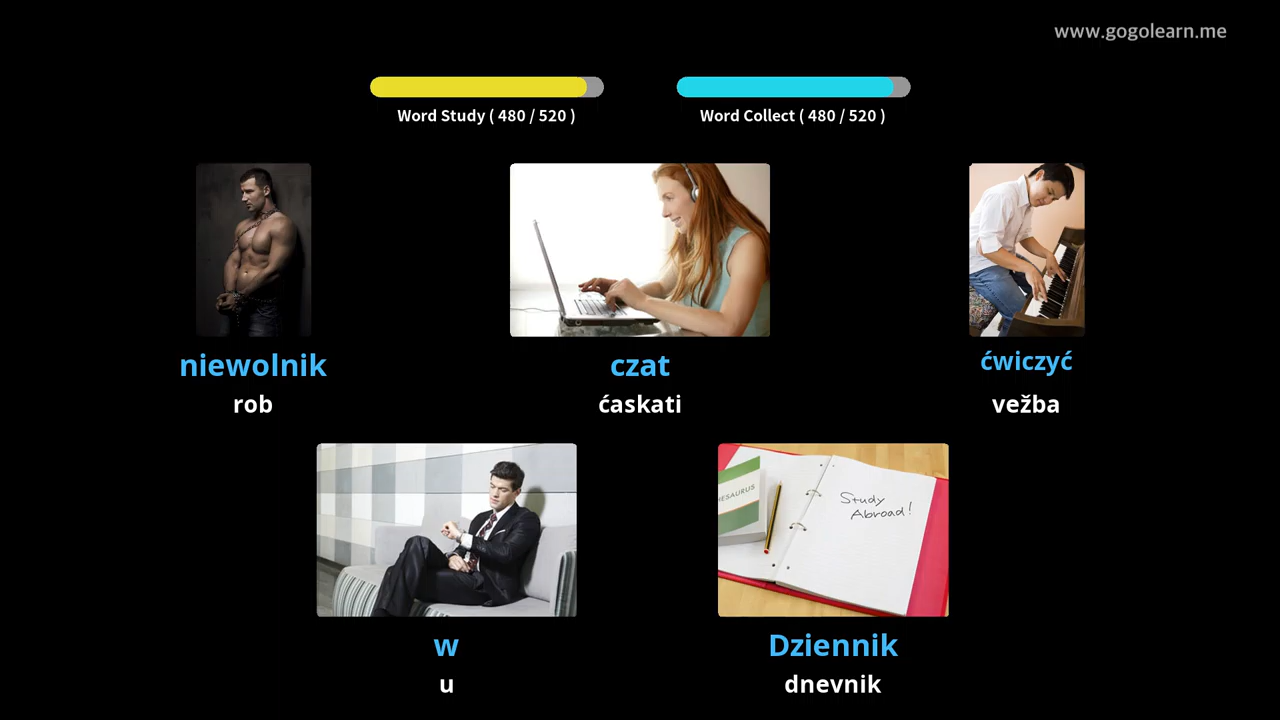 www.gogolearn.me
Word Study ( 480 / 520 )
Word Collect ( 480 / 520 )
niewolnik
rob
czat
ćaskati
ćwiczyć
vežba
w
u
ESAURUS
Study
Abroad!
Dziennik
dnevnik